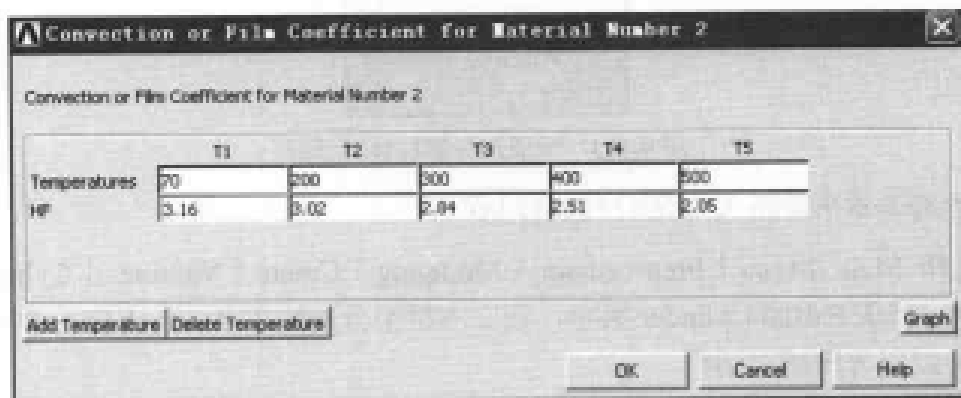 Convection or Film Coefficient for Material Number 2
Convection or Film Coefficient for Material Number 2
T1 T2 T3 T4 T5
Temperatures 70 200 300 400 500
HF 3.16 3.02 2.84 2.51 2.05
Add Temperature Delete Temperature Graph
OK Cancel Help